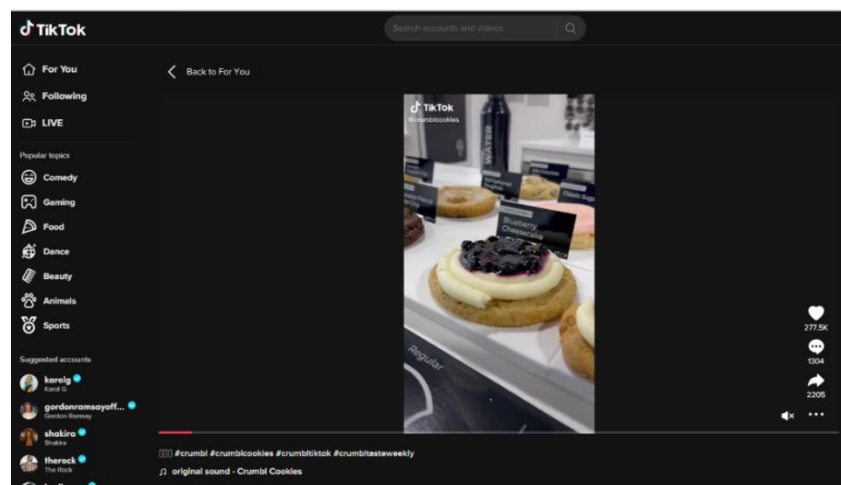 TikTok
Search accounts and videos
For You
Following
LIVE
Popular topics
Comedy
Gaming
Food
Dance
Beauty
Animals
Sports
Suggested accounts
karolg
Karol G
gordonramsayoff...
Gordon Ramsay
shakira
Shakira
therock
The Rock
Back to For You
TikTok
@crumblcookies
WATER
Classic Sugar
Blueberry
Cheesecake
Regular
277.5K
1304
2205
#crumbl #crumblcookies #crumbltiktok #crumbltasteweekly
original sound - Crumbl Cookies